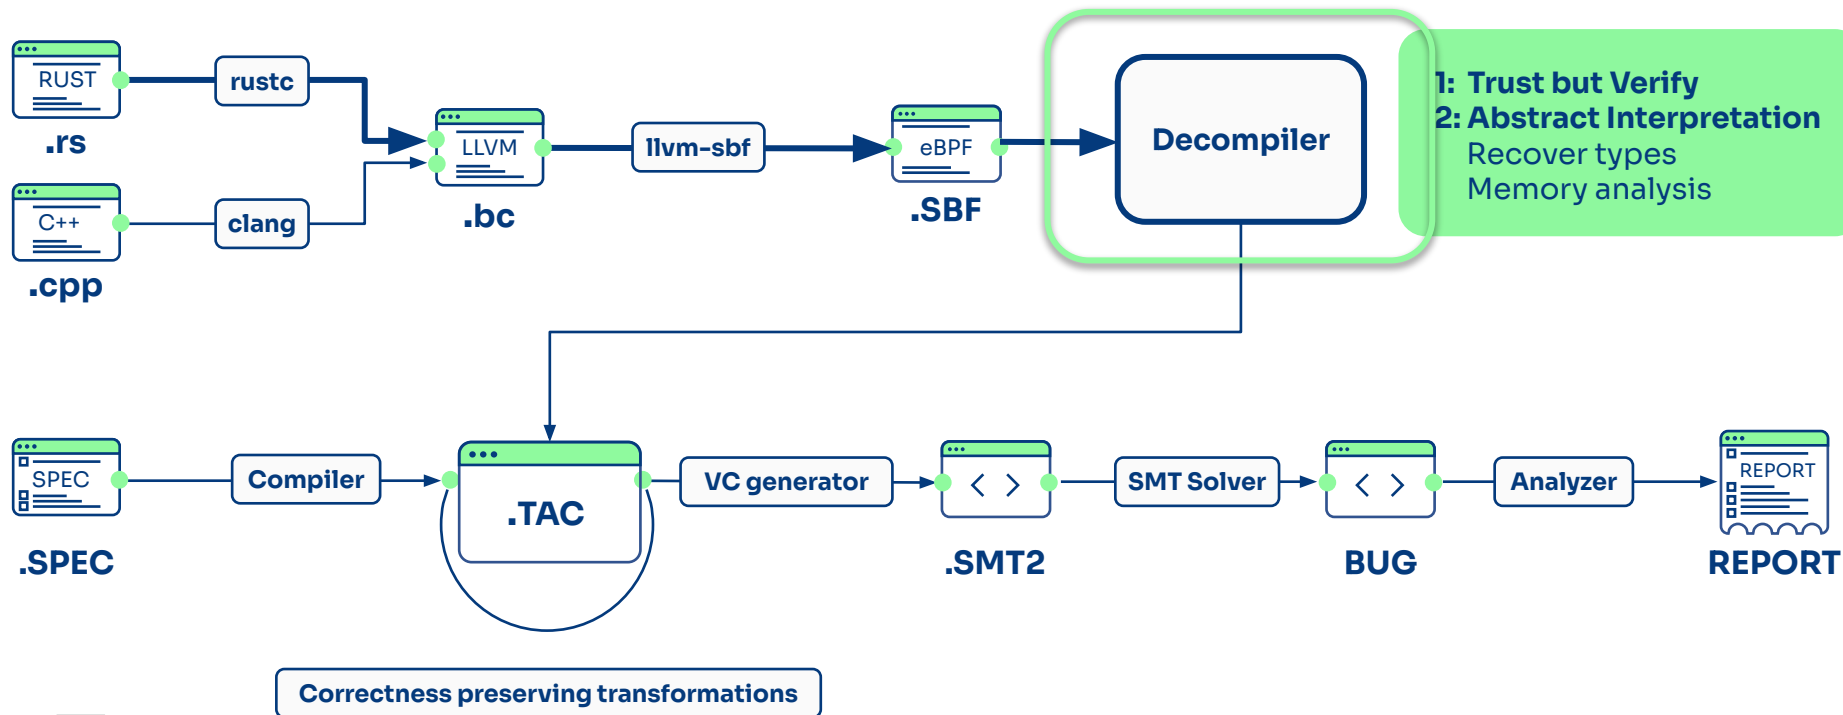 RUST
rustc
.rs
LLVM
llvm-sbf
eBPF
Decompiler
1: Trust but Verify
2: Abstract Interpretation
Recover types
Memory analysis
C++
clang
.bc
.SBF
.cpp
SPEC
Compiler
.TAC
VC generator
< >
SMT Solver
< >
Analyzer
REPORT
.SPEC
.SMT2
BUG
REPORT
Correctness preserving transformations